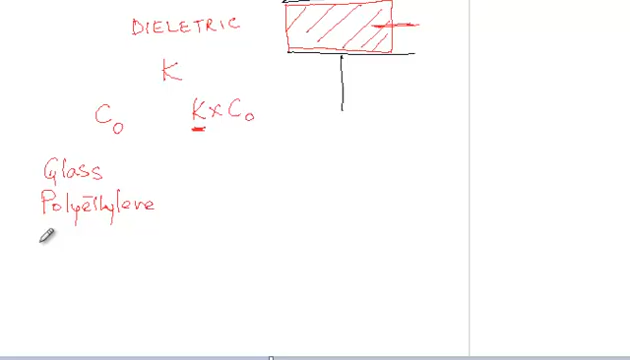 DIELETRIC
K
C₀ K×C₀
Glass
Polyethylene